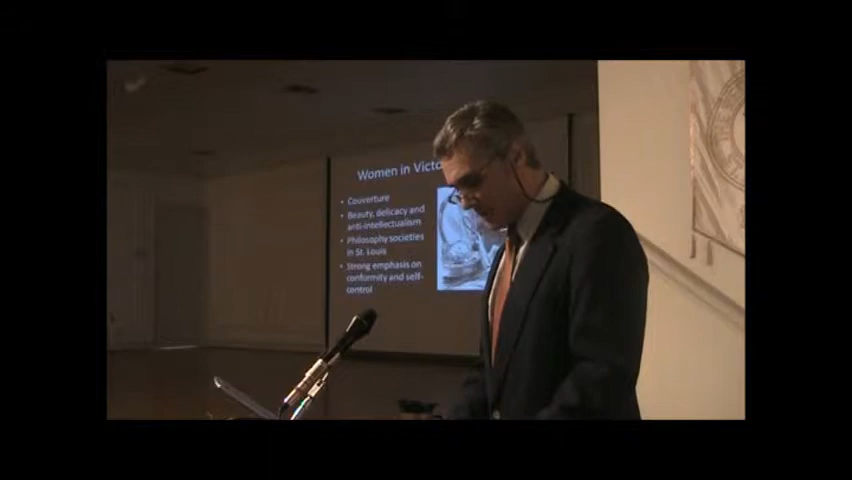 Women in Victo
• Couverture
• Beauty, delicacy and
anti-intellectualism
• Philosophy societies
in St. Louis
• Strong emphasis on
conformity and self-
control